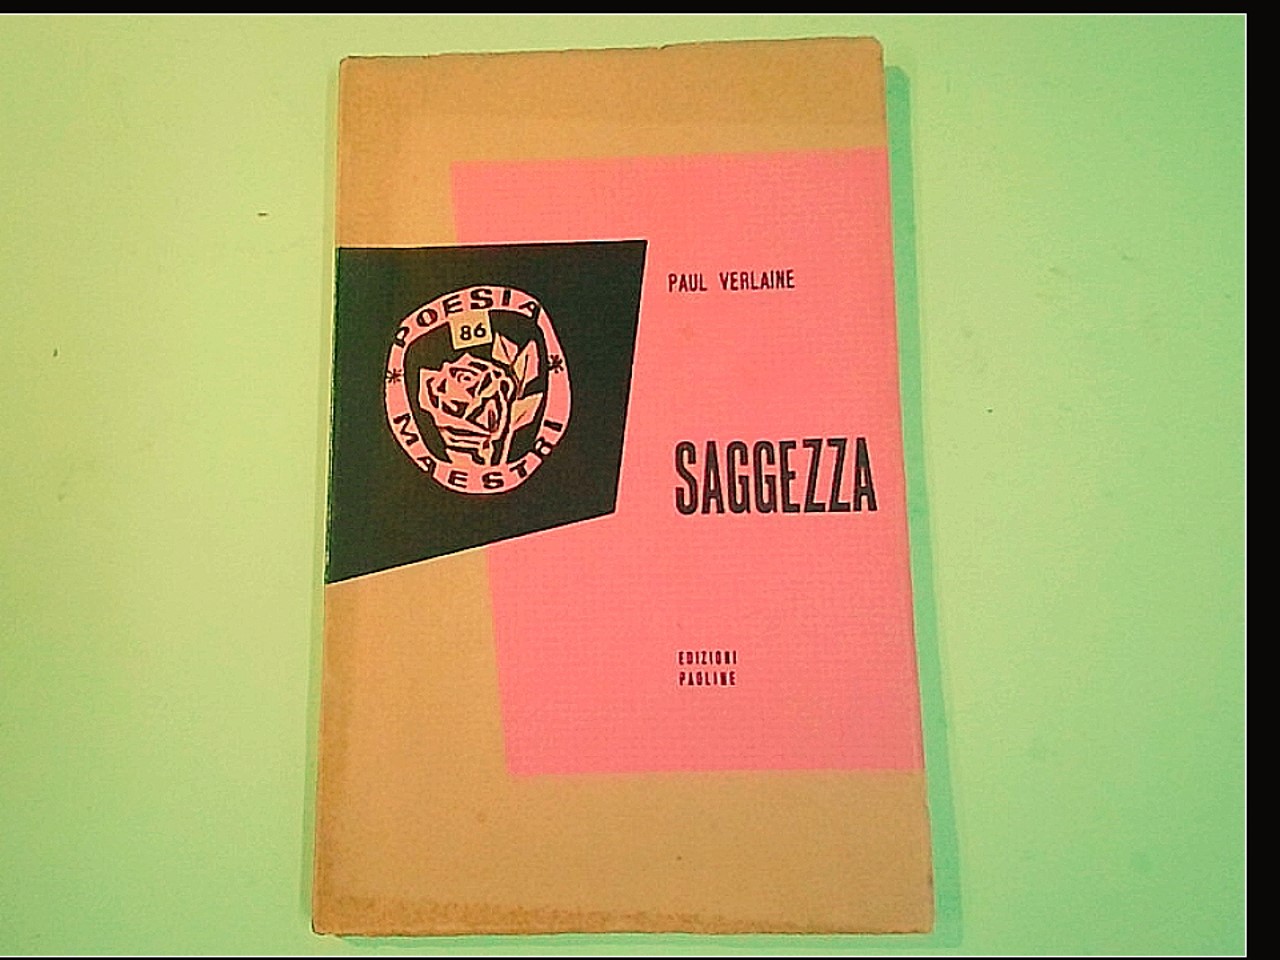 POESIA
86
MAESTRI
PAUL VERLAINE
SAGGEZZA
EDIZIONI
PAOLINE